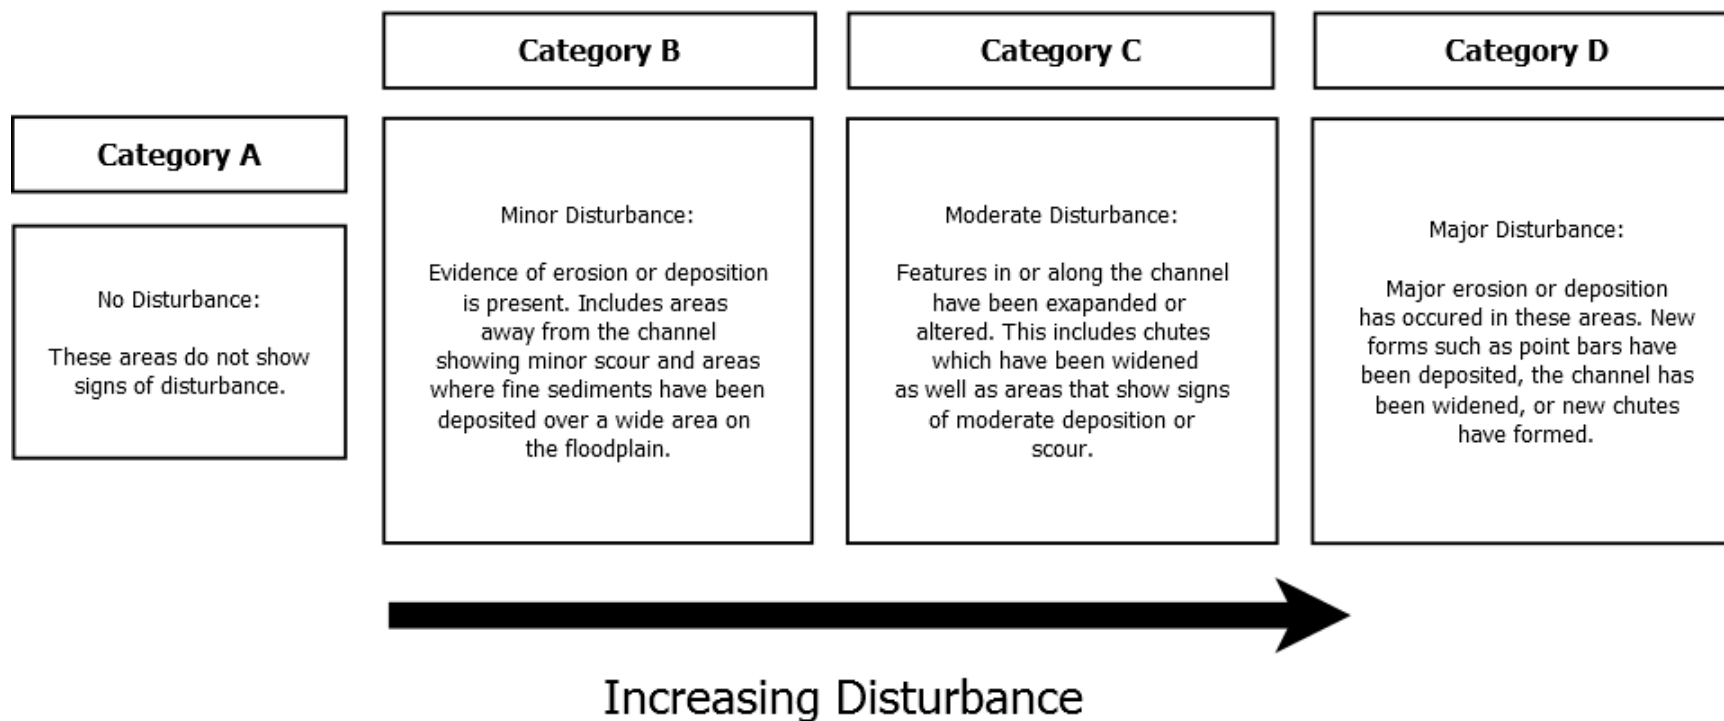 Category A
No Disturbance:
These areas do not show
signs of disturbance.
Category B
Minor Disturbance:
Evidence of erosion or deposition
is present. Includes areas
away from the channel
showing minor scour and areas
where fine sediments have been
deposited over a wide area on
the floodplain.
Category C
Moderate Disturbance:
Features in or along the channel
have been exapanded or
altered. This includes chutes
which have been widened
as well as areas that show signs
of moderate deposition or
scour.
Category D
Major Disturbance:
Major erosion or deposition
has occured in these areas. New
forms such as point bars have
been deposited, the channel has
been widened, or new chutes
have formed.
Increasing Disturbance